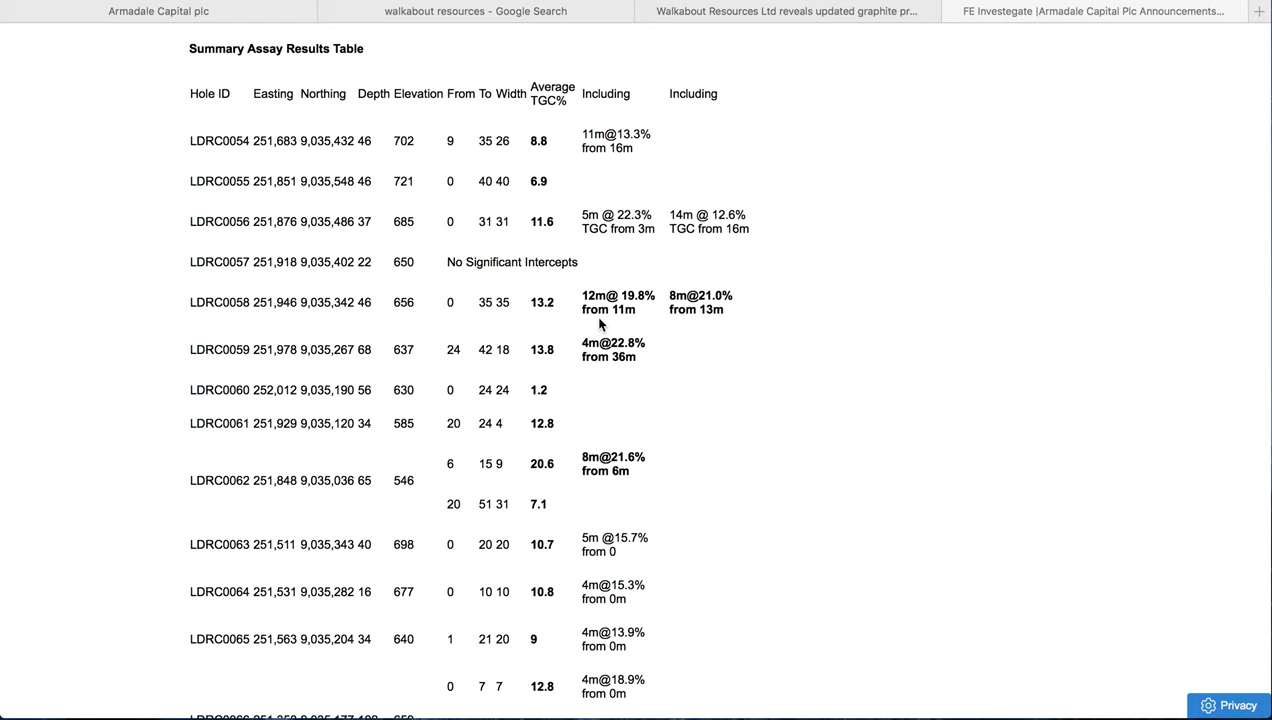 Armadale Capital plc
walkabout resources - Google Search
Walkabout Resources Ltd reveals updated graphite pr...
FE Investegate |Armadale Capital Plc Announcements...
Summary Assay Results Table
Hole ID Easting Northing Depth Elevation From To Width Average TGC% Including Including
LDRC0054 251,683 9,035,432 46 702 9 35 26 8.8 11m@13.3% from 16m
LDRC0055 251,851 9,035,548 46 721 0 40 40 6.9
LDRC0056 251,876 9,035,486 37 685 0 31 31 11.6 5m @ 22.3% TGC from 3m 14m @ 12.6% TGC from 16m
LDRC0057 251,918 9,035,402 22 650 No Significant Intercepts
LDRC0058 251,946 9,035,342 46 656 0 35 35 13.2 12m@ 19.8% from 11m 8m@21.0% from 13m
LDRC0059 251,978 9,035,267 68 637 24 42 18 13.8 4m@22.8% from 36m
LDRC0060 252,012 9,035,190 56 630 0 24 24 1.2
LDRC0061 251,929 9,035,120 34 585 20 24 4 12.8
LDRC0062 251,848 9,035,036 65 546 6 15 9 20.6 8m@21.6% from 6m
20 51 31 7.1
LDRC0063 251,511 9,035,343 40 698 0 20 20 10.7 5m @15.7% from 0
LDRC0064 251,531 9,035,282 16 677 0 10 10 10.8 4m@15.3% from 0m
LDRC0065 251,563 9,035,204 34 640 1 21 20 9 4m@13.9% from 0m
0 7 7 12.8 4m@18.9% from 0m
Privacy